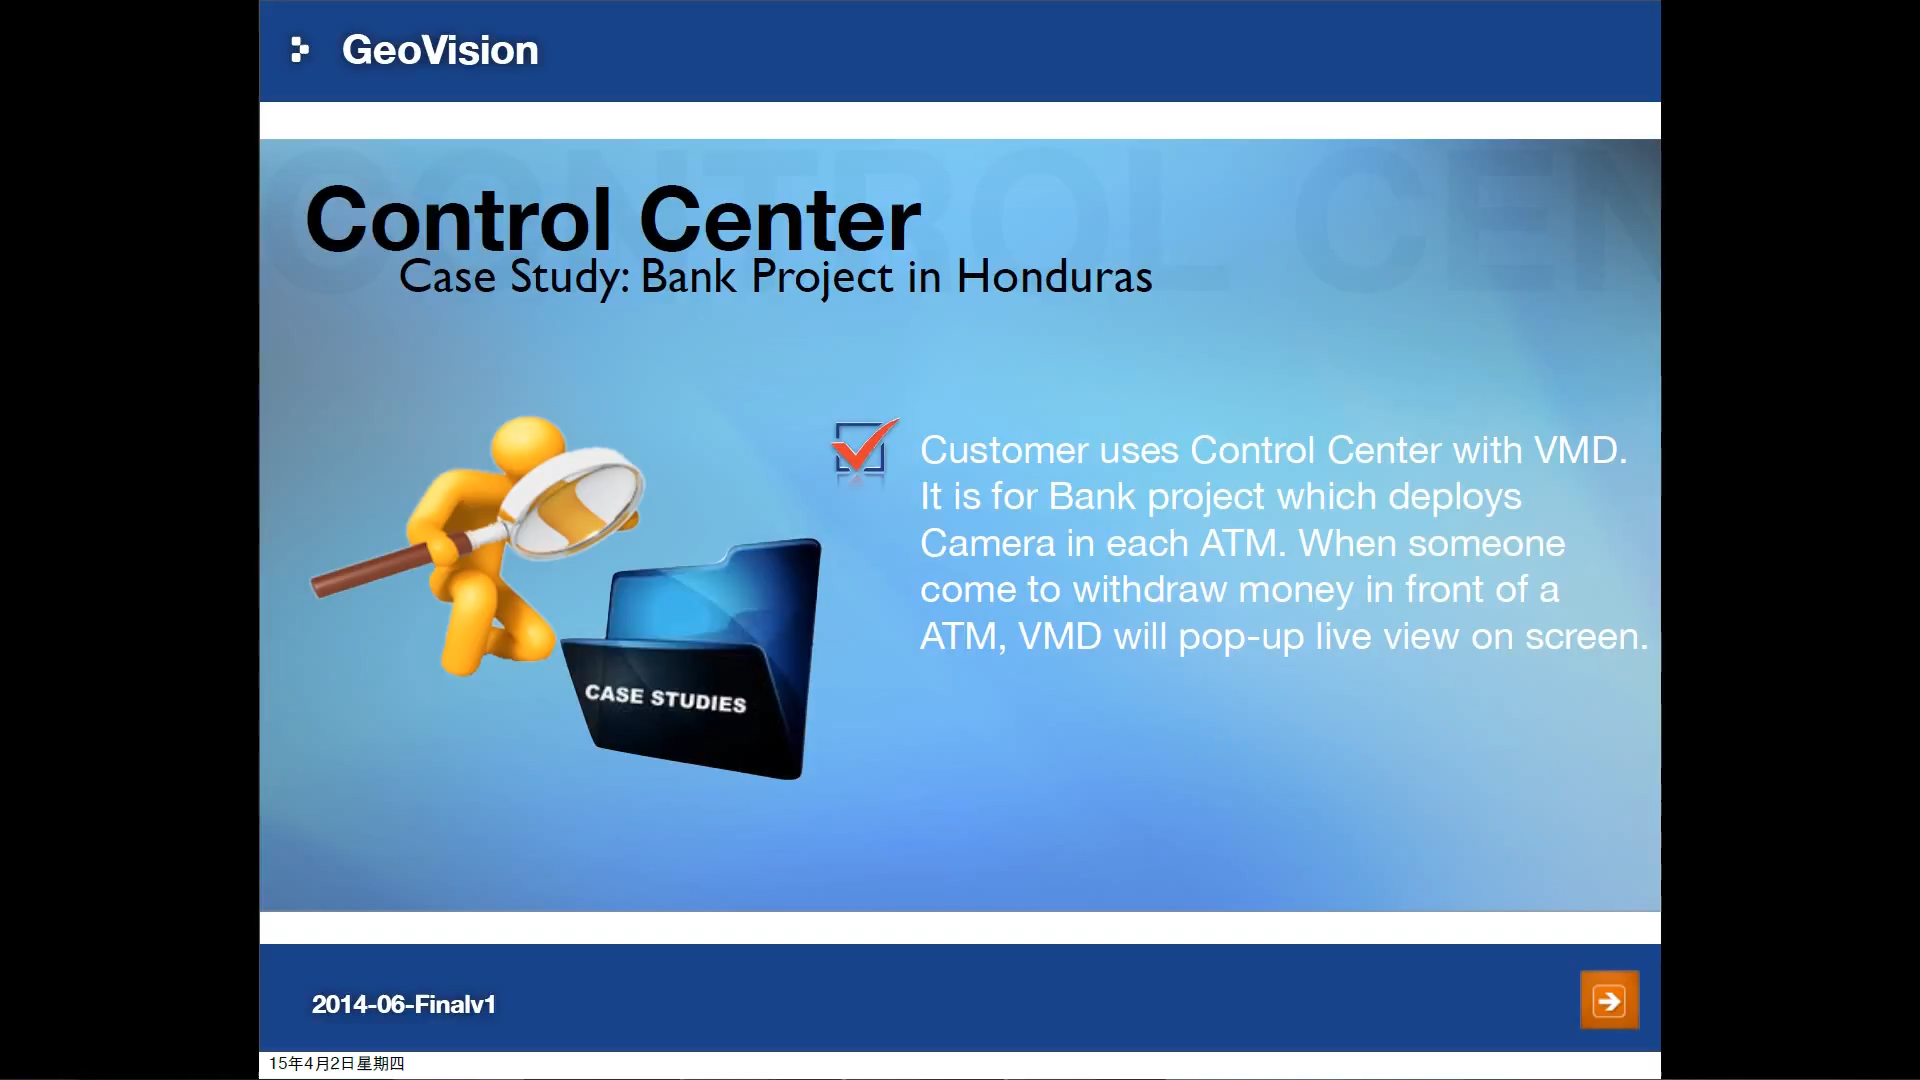 GeoVision
CONTROL CEN
Control Center
Case Study: Bank Project in Honduras
Customer uses Control Center with VMD.
It is for Bank project which deploys
Camera in each ATM. When someone
come to withdraw money in front of a
ATM, VMD will pop-up live view on screen.
CASE STUDIES
2014-06-Finalv1
15年4月2日星期四